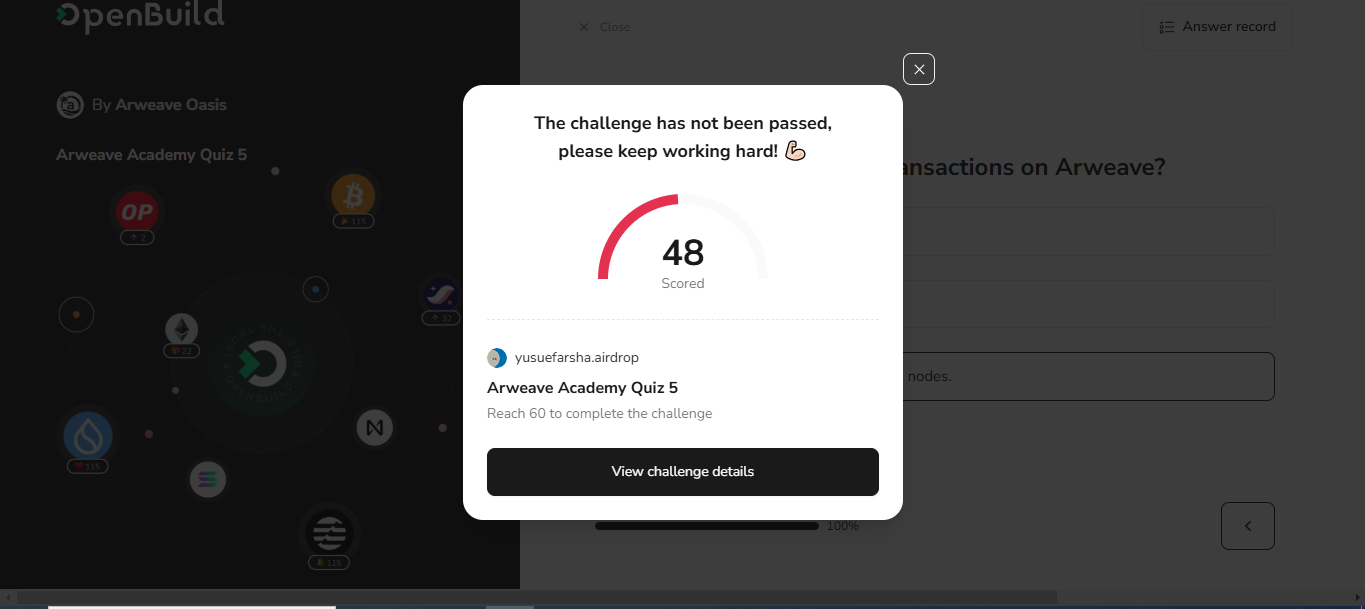 OpenBuild
Close
Answer record
By Arweave Oasis
Arweave Academy Quiz 5
The challenge has not been passed,
please keep working hard!
ansactions on Arweave?
OP
2
115
48
Scored
32
22
nodes.
yusuefarsha.airdrop
Arweave Academy Quiz 5
Reach 60 to complete the challenge
115
View challenge details
100%
115